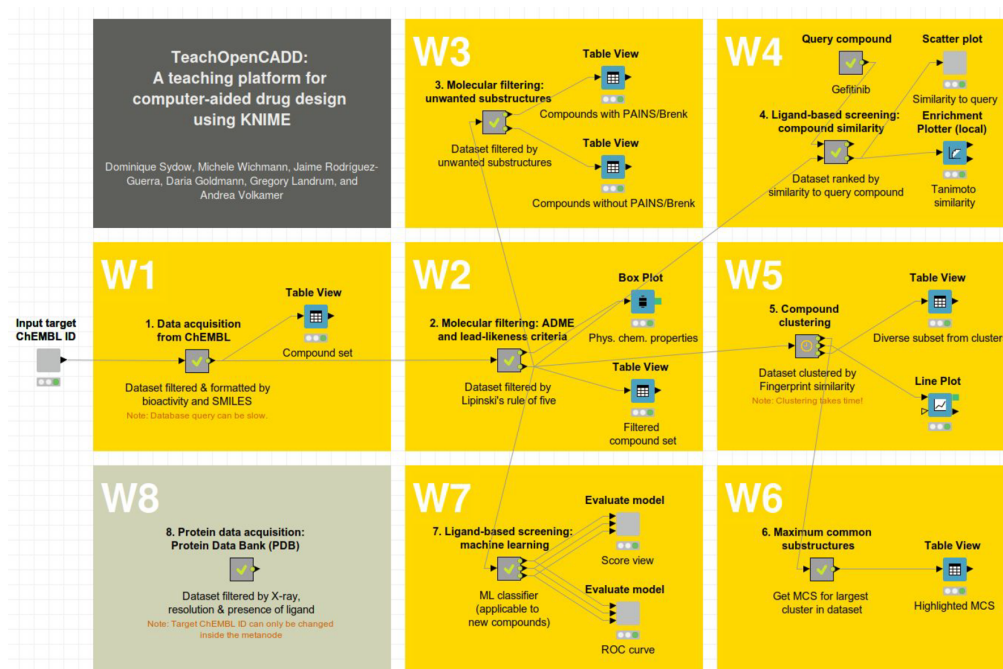 TeachOpenCADD:
A teaching platform for
computer-aided drug design
using KNIME
Dominique Sydow, Michele Wichmann, Jaime Rodríguez-
Guerra, Daria Goldmann, Gregory Landrum, and
Andrea Volkamer
W3
3. Molecular filtering:
unwanted substructures
Dataset filtered by
unwanted substructures
Table View
Compounds with PAINS/Brenk
Table View
Compounds without PAINS/Brenk
W4
Query compound
Gefitinib
Scatter plot
Similarity to query
4. Ligand-based screening:
compound similarity
Dataset ranked by
similarity to query compound
Enrichment
Plotter (local)
Tanimoto
similarity
Input target
ChEMBL ID
W1
1. Data acquisition
from ChEMBL
Dataset filtered & formatted by
bioactivity and SMILES
Note: Database query can be slow.
Table View
Compound set
W2
2. Molecular filtering: ADME
and lead-likeness criteria
Dataset filtered by
Lipinski's rule of five
Box Plot
Phys. chem. properties
Table View
Filtered
compound set
W5
5. Compound
clustering
Dataset clustered by
Fingerprint similarity
Note: Clustering takes time!
Table View
Diverse subset from cluster
Line Plot
W8
8. Protein data acquisition:
Protein Data Bank (PDB)
Dataset filtered by X-ray,
resolution & presence of ligand
Note: Target ChEMBL ID can only be changed
inside the metanode
W7
7. Ligand-based screening:
machine learning
ML classifier
(applicable to
new compounds)
Evaluate model
Score view
Evaluate model
ROC curve
W6
6. Maximum common
substructures
Get MCS for largest
cluster in dataset
Table View
Highlighted MCS